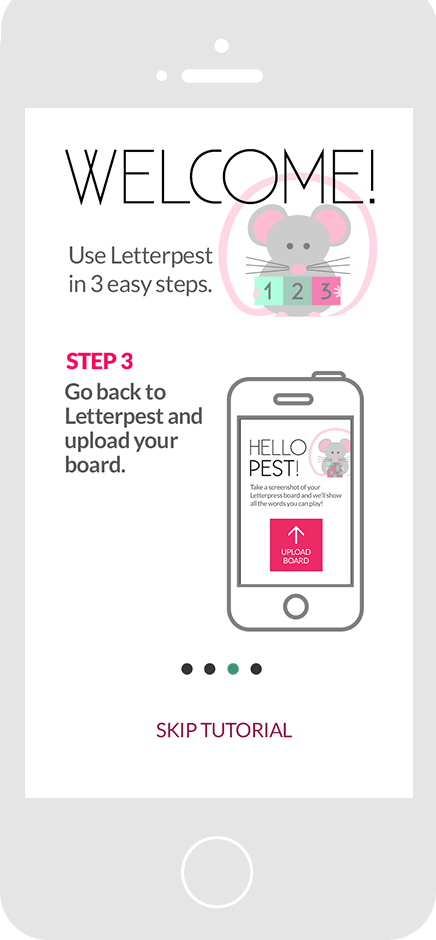 WELCOME!
Use Letterpest
in 3 easy steps.
1 2 3
STEP 3
Go back to
Letterpest and
upload your
board.
HELLO
PEST!
Take a screenshot of your
Letterpress board and we'll show
all the words you can play!
UPLOAD
BOARD
SKIP TUTORIAL